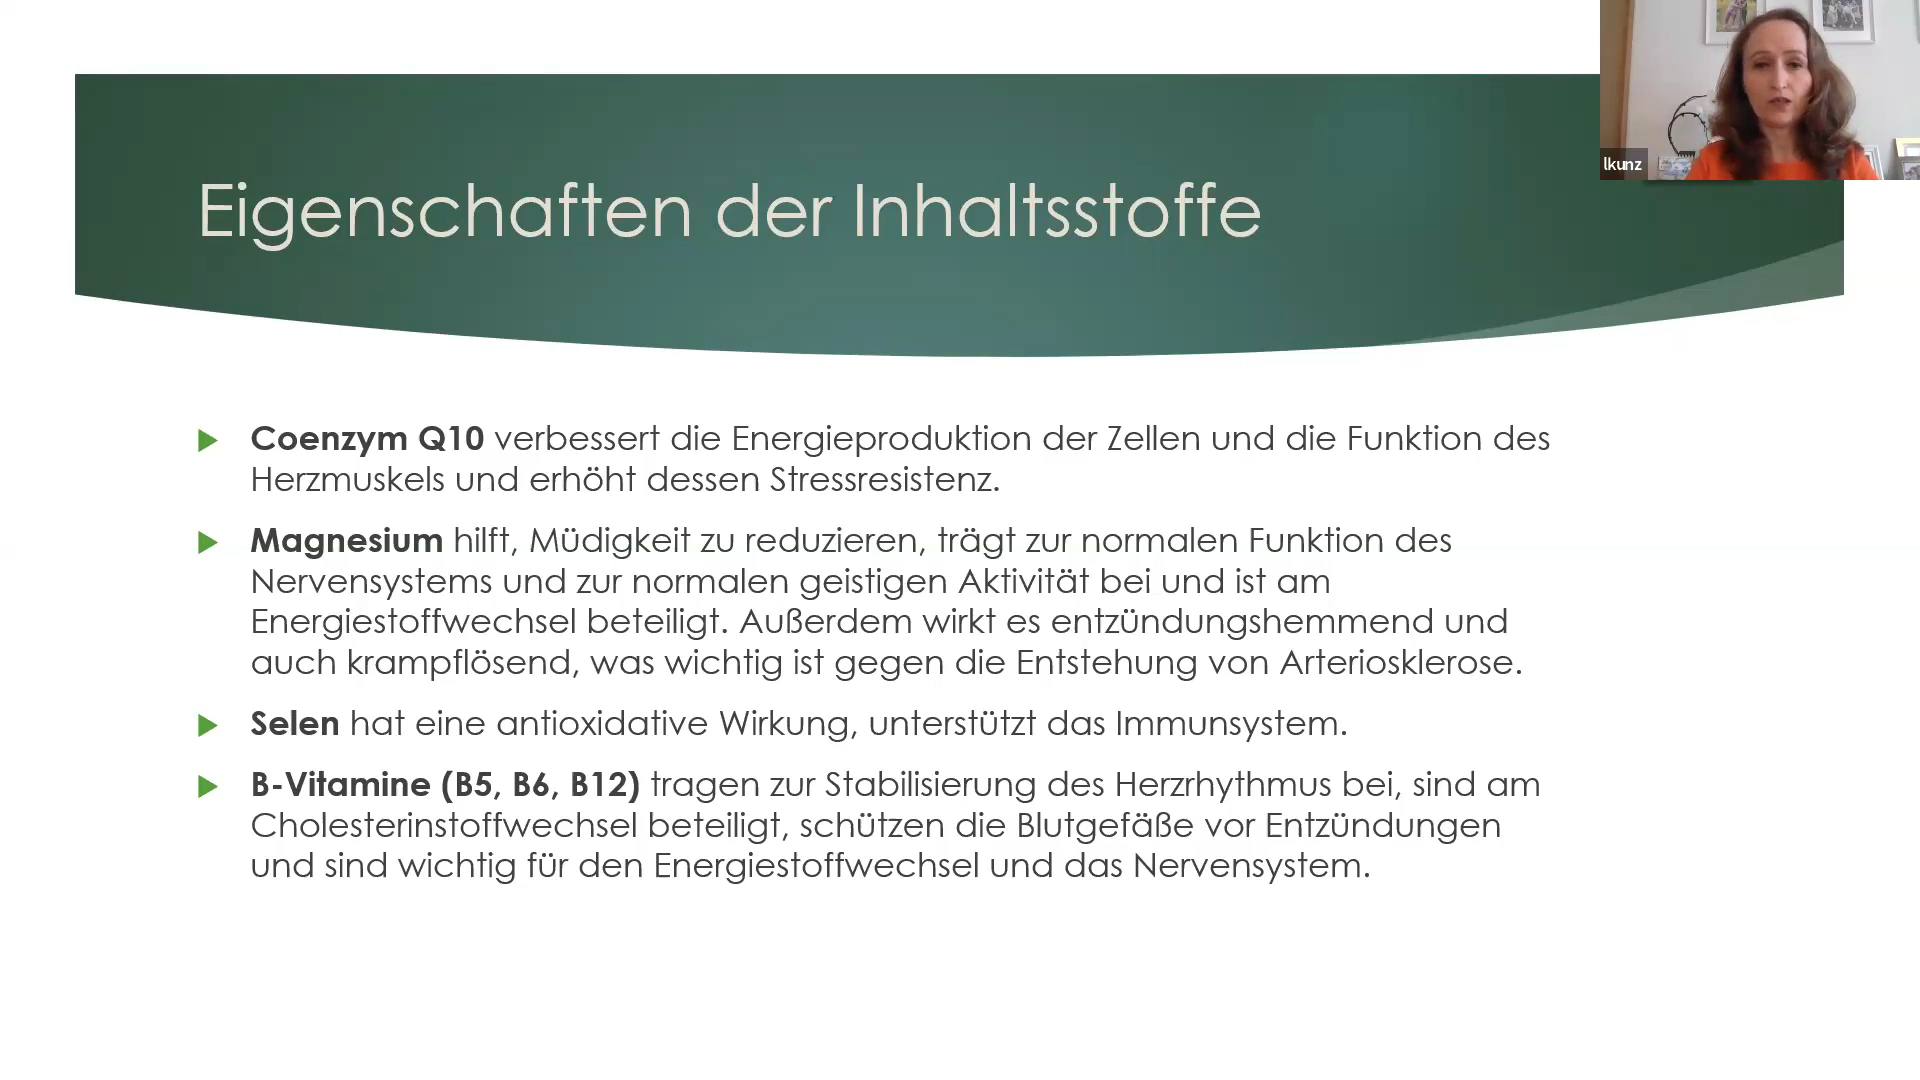 lkunz
Eigenschaften der Inhaltsstoffe
Coenzym Q10 verbessert die Energieproduktion der Zellen und die Funktion des
Herzmuskels und erhöht dessen Stressresistenz.
Magnesium hilft, Müdigkeit zu reduzieren, trägt zur normalen Funktion des
Nervensystems und zur normalen geistigen Aktivität bei und ist am
Energiestoffwechsel beteiligt. Außerdem wirkt es entzündungshemmend und
auch krampflösend, was wichtig ist gegen die Entstehung von Arteriosklerose.
Selen hat eine antioxidative Wirkung, unterstützt das Immunsystem.
B-Vitamine (B5, B6, B12) tragen zur Stabilisierung des Herzrhythmus bei, sind am
Cholesterinstoffwechsel beteiligt, schützen die Blutgefäße vor Entzündungen
und sind wichtig für den Energiestoffwechsel und das Nervensystem.